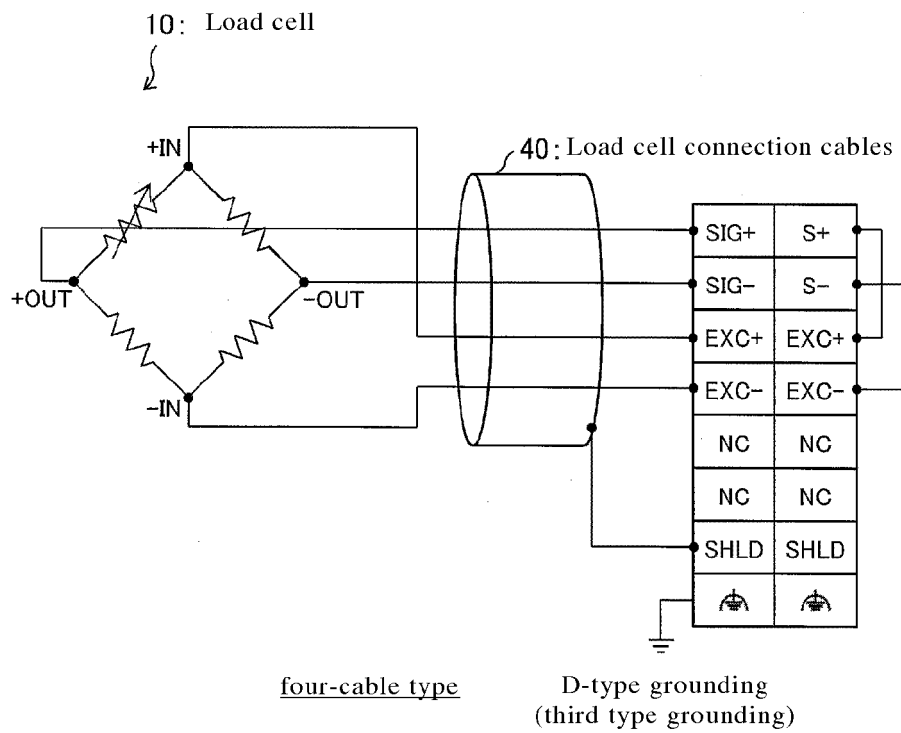 10: Load cell
+IN
40: Load cell connection cables
SIG+ S+
+OUT
-OUT
SIG- S-
EXC+ EXC+
-IN
EXC- EXC-
NC NC
NC NC
SHLD SHLD
four-cable type
D-type grounding
(third type grounding)